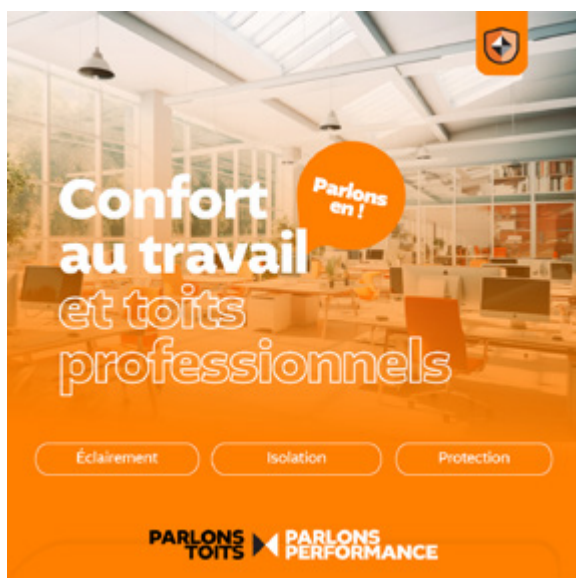 Confort
au travail
Parlons
en !
et toits
professionnels
Éclairement
Isolation
Protection
PARLONS
TOITS
PARLONS
PERFORMANCE